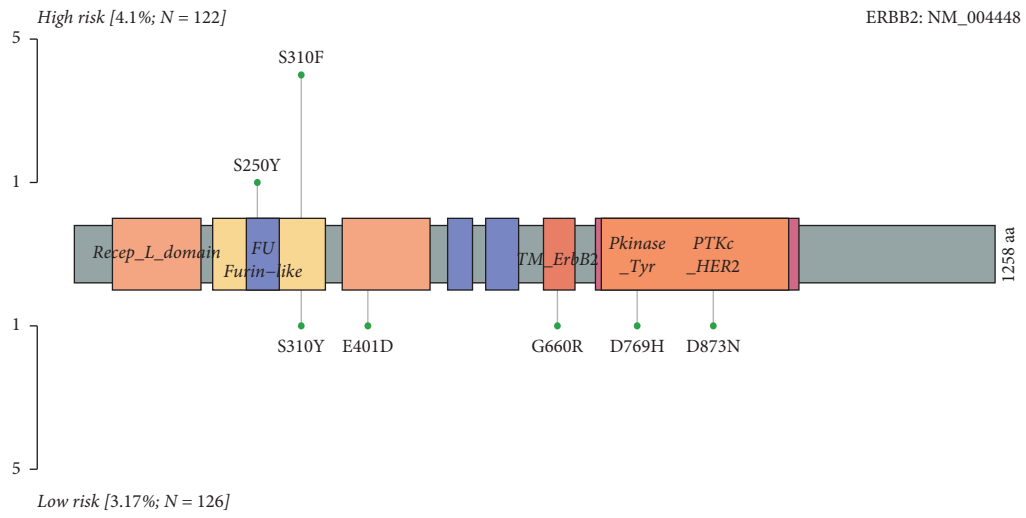 High risk [4.1%; N = 122]
ERBB2: NM_004448
5
S310F
S250Y
1
Recep_L_domain
FU
Furin−like
TM_ErbB2
Pkinase
_Tyr
PTKc
_HER2
1258 aa
1
S310Y
E401D
G660R
D769H
D873N
5
Low risk [3.17%; N = 126]